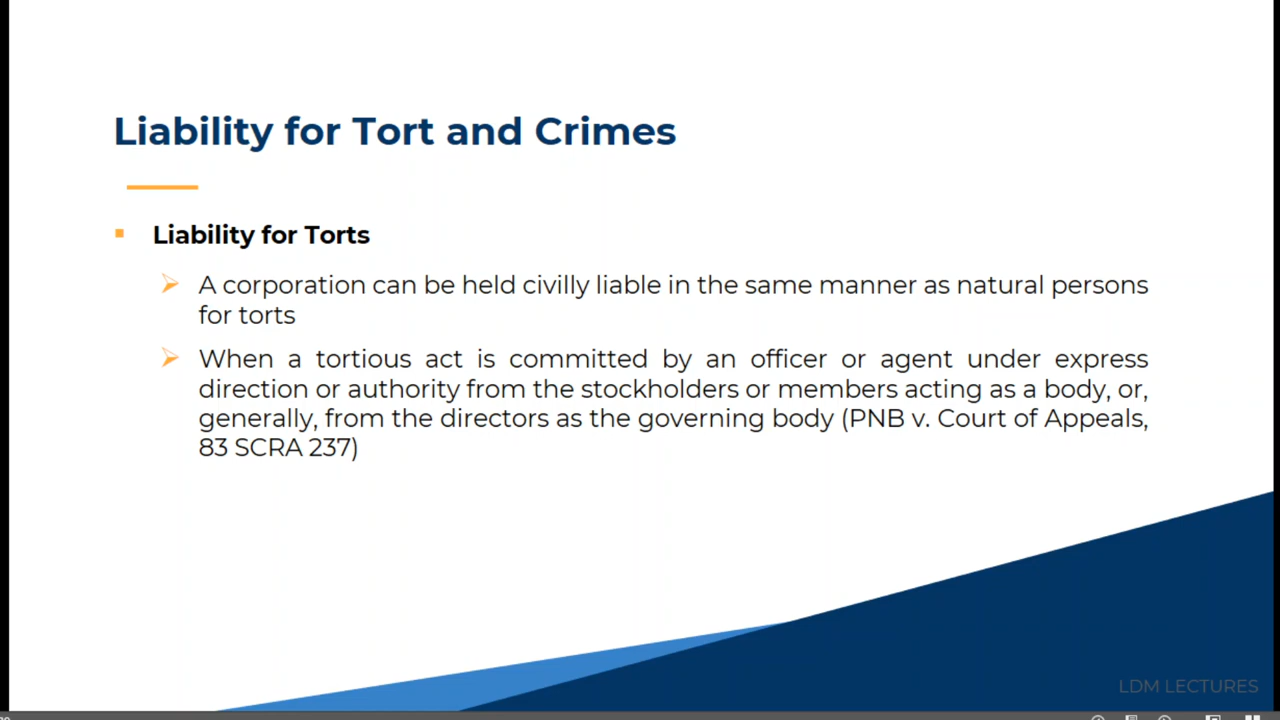 Liability for Tort and Crimes
Liability for Torts
A corporation can be held civilly liable in the same manner as natural persons
for torts
When a tortious act is committed by an officer or agent under express
direction or authority from the stockholders or members acting as a body, or,
generally, from the directors as the governing body (PNB v. Court of Appeals,
83 SCRA 237)
LDM LECTURES